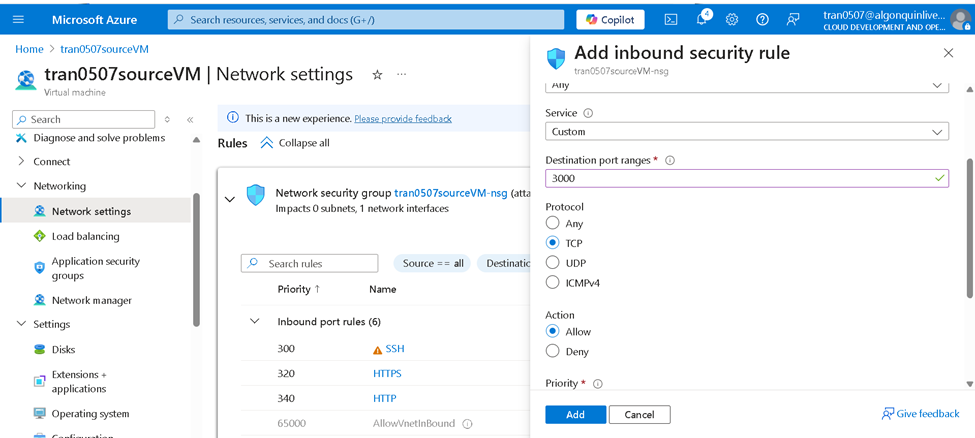 Microsoft Azure
Search resources, services, and docs (G+/)
Copilot
4
tran0507@algonquinlive...
CLOUD DEVELOPMENT AND OPE...
Home > tran0507sourceVM
tran0507sourceVM | Network settings
Virtual machine
Search
Diagnose and solve problems
Connect
Networking
Network settings
Load balancing
Application security
groups
Network manager
Settings
Disks
Extensions +
applications
Operating system
Configuration
This is a new experience. Please provide feedback
Rules
Collapse all
Network security group tran0507sourceVM-nsg (atta
Impacts 0 subnets, 1 network interfaces
Search rules
Source == all
Destinatio
Priority ↑
Name
Inbound port rules (6)
300
SSH
320
HTTPS
340
HTTP
65000
AllowVnetInBound
Add inbound security rule
tran0507sourceVM-nsg
Any
Service
Custom
Destination port ranges *
3000
Protocol
Any
TCP
UDP
ICMPv4
Action
Allow
Deny
Priority *
Add
Cancel
Give feedback